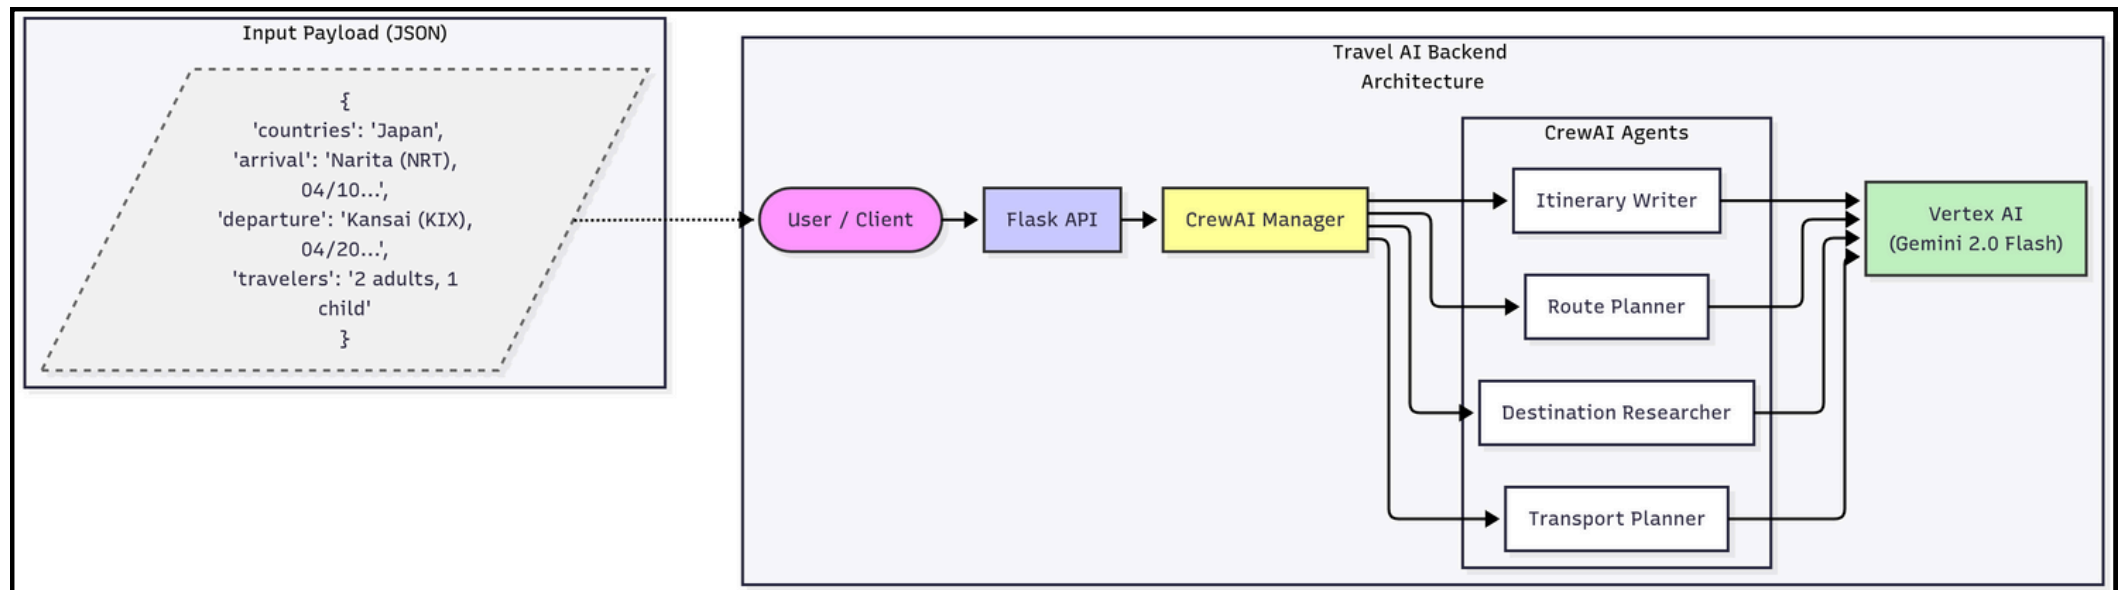 Input Payload (JSON)
{
'countries': 'Japan',
'arrival': 'Narita (NRT),
04/10...',
'departure': 'Kansai (KIX),
04/20...',
'travelers': '2 adults, 1
child'
}
Travel AI Backend
Architecture
User / Client
Flask API
CrewAI Manager
CrewAI Agents
Itinerary Writer
Route Planner
Destination Researcher
Transport Planner
Vertex AI
(Gemini 2.0 Flash)